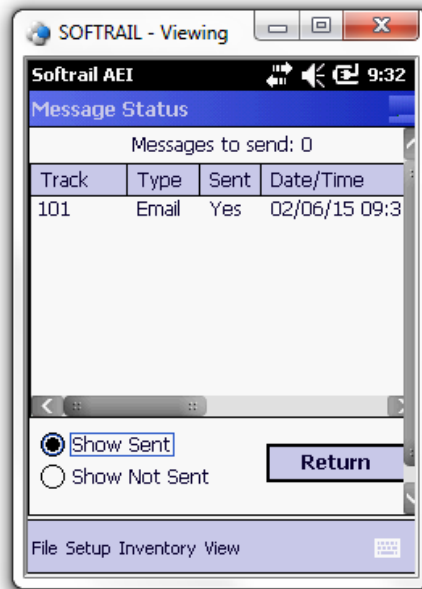 SOFTRAIL - Viewing
Softrail AEI 9:32
Message Status
Messages to send: 0
Track Type Sent Date/Time
101 Email Yes 02/06/15 09:3
Show Sent
Show Not Sent
Return
File Setup Inventory View